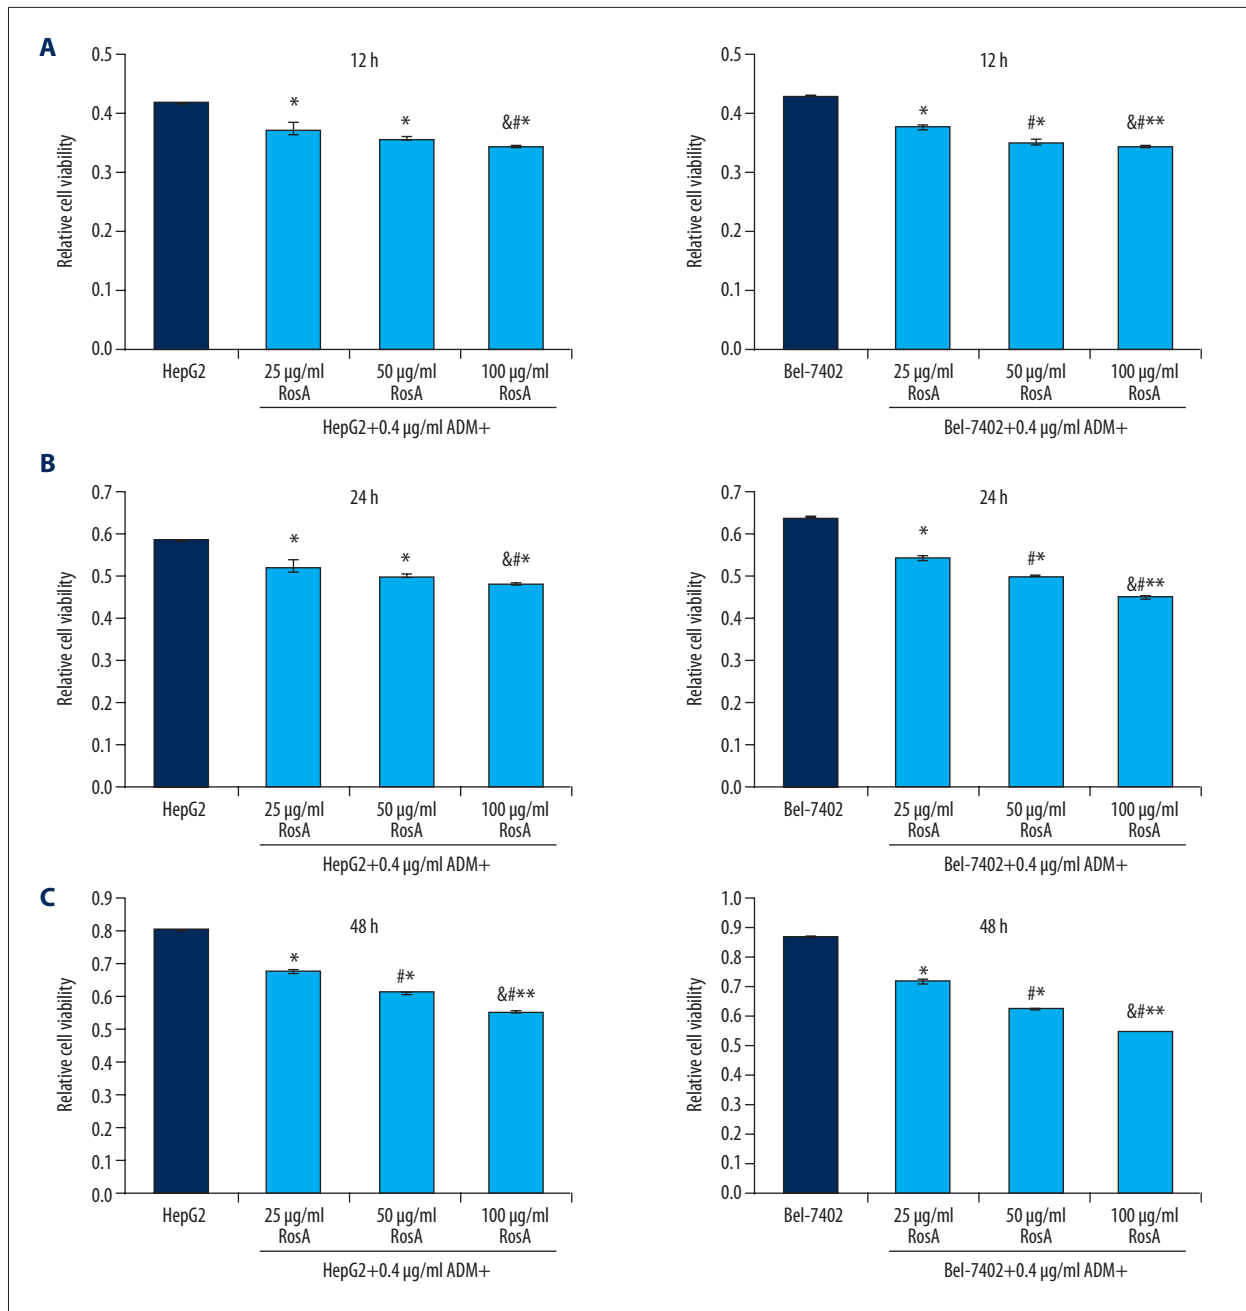 A
12 h
Relative cell viability
0.5
0.4
0.3
0.2
0.1
0.0
*
*
&#*
HepG2
25 µg/ml RosA
50 µg/ml RosA
100 µg/ml RosA
HepG2+0.4 µg/ml ADM+
12 h
Relative cell viability
0.5
0.4
0.3
0.2
0.1
0.0
*
#*
&#**
Bel-7402
25 µg/ml RosA
50 µg/ml RosA
100 µg/ml RosA
Bel-7402+0.4 µg/ml ADM+
B
24 h
Relative cell viability
0.7
0.6
0.5
0.4
0.3
0.2
0.1
0.0
*
*
&#*
HepG2
25 µg/ml RosA
50 µg/ml RosA
100 µg/ml RosA
HepG2+0.4 µg/ml ADM+
24 h
Relative cell viability
0.7
0.6
0.5
0.4
0.3
0.2
0.1
0.0
*
#*
&#**
Bel-7402
25 µg/ml RosA
50 µg/ml RosA
100 µg/ml RosA
Bel-7402+0.4 µg/ml ADM+
C
48 h
Relative cell viability
0.9
0.8
0.7
0.6
0.5
0.4
0.3
0.2
0.1
0.0
*
#*
&#**
HepG2
25 µg/ml RosA
50 µg/ml RosA
100 µg/ml RosA
HepG2+0.4 µg/ml ADM+
48 h
Relative cell viability
1.0
0.9
0.8
0.7
0.6
0.5
0.4
0.3
0.2
0.1
0.0
*
#*
&#**
Bel-7402
25 µg/ml RosA
50 µg/ml RosA
100 µg/ml RosA
Bel-7402+0.4 µg/ml ADM+